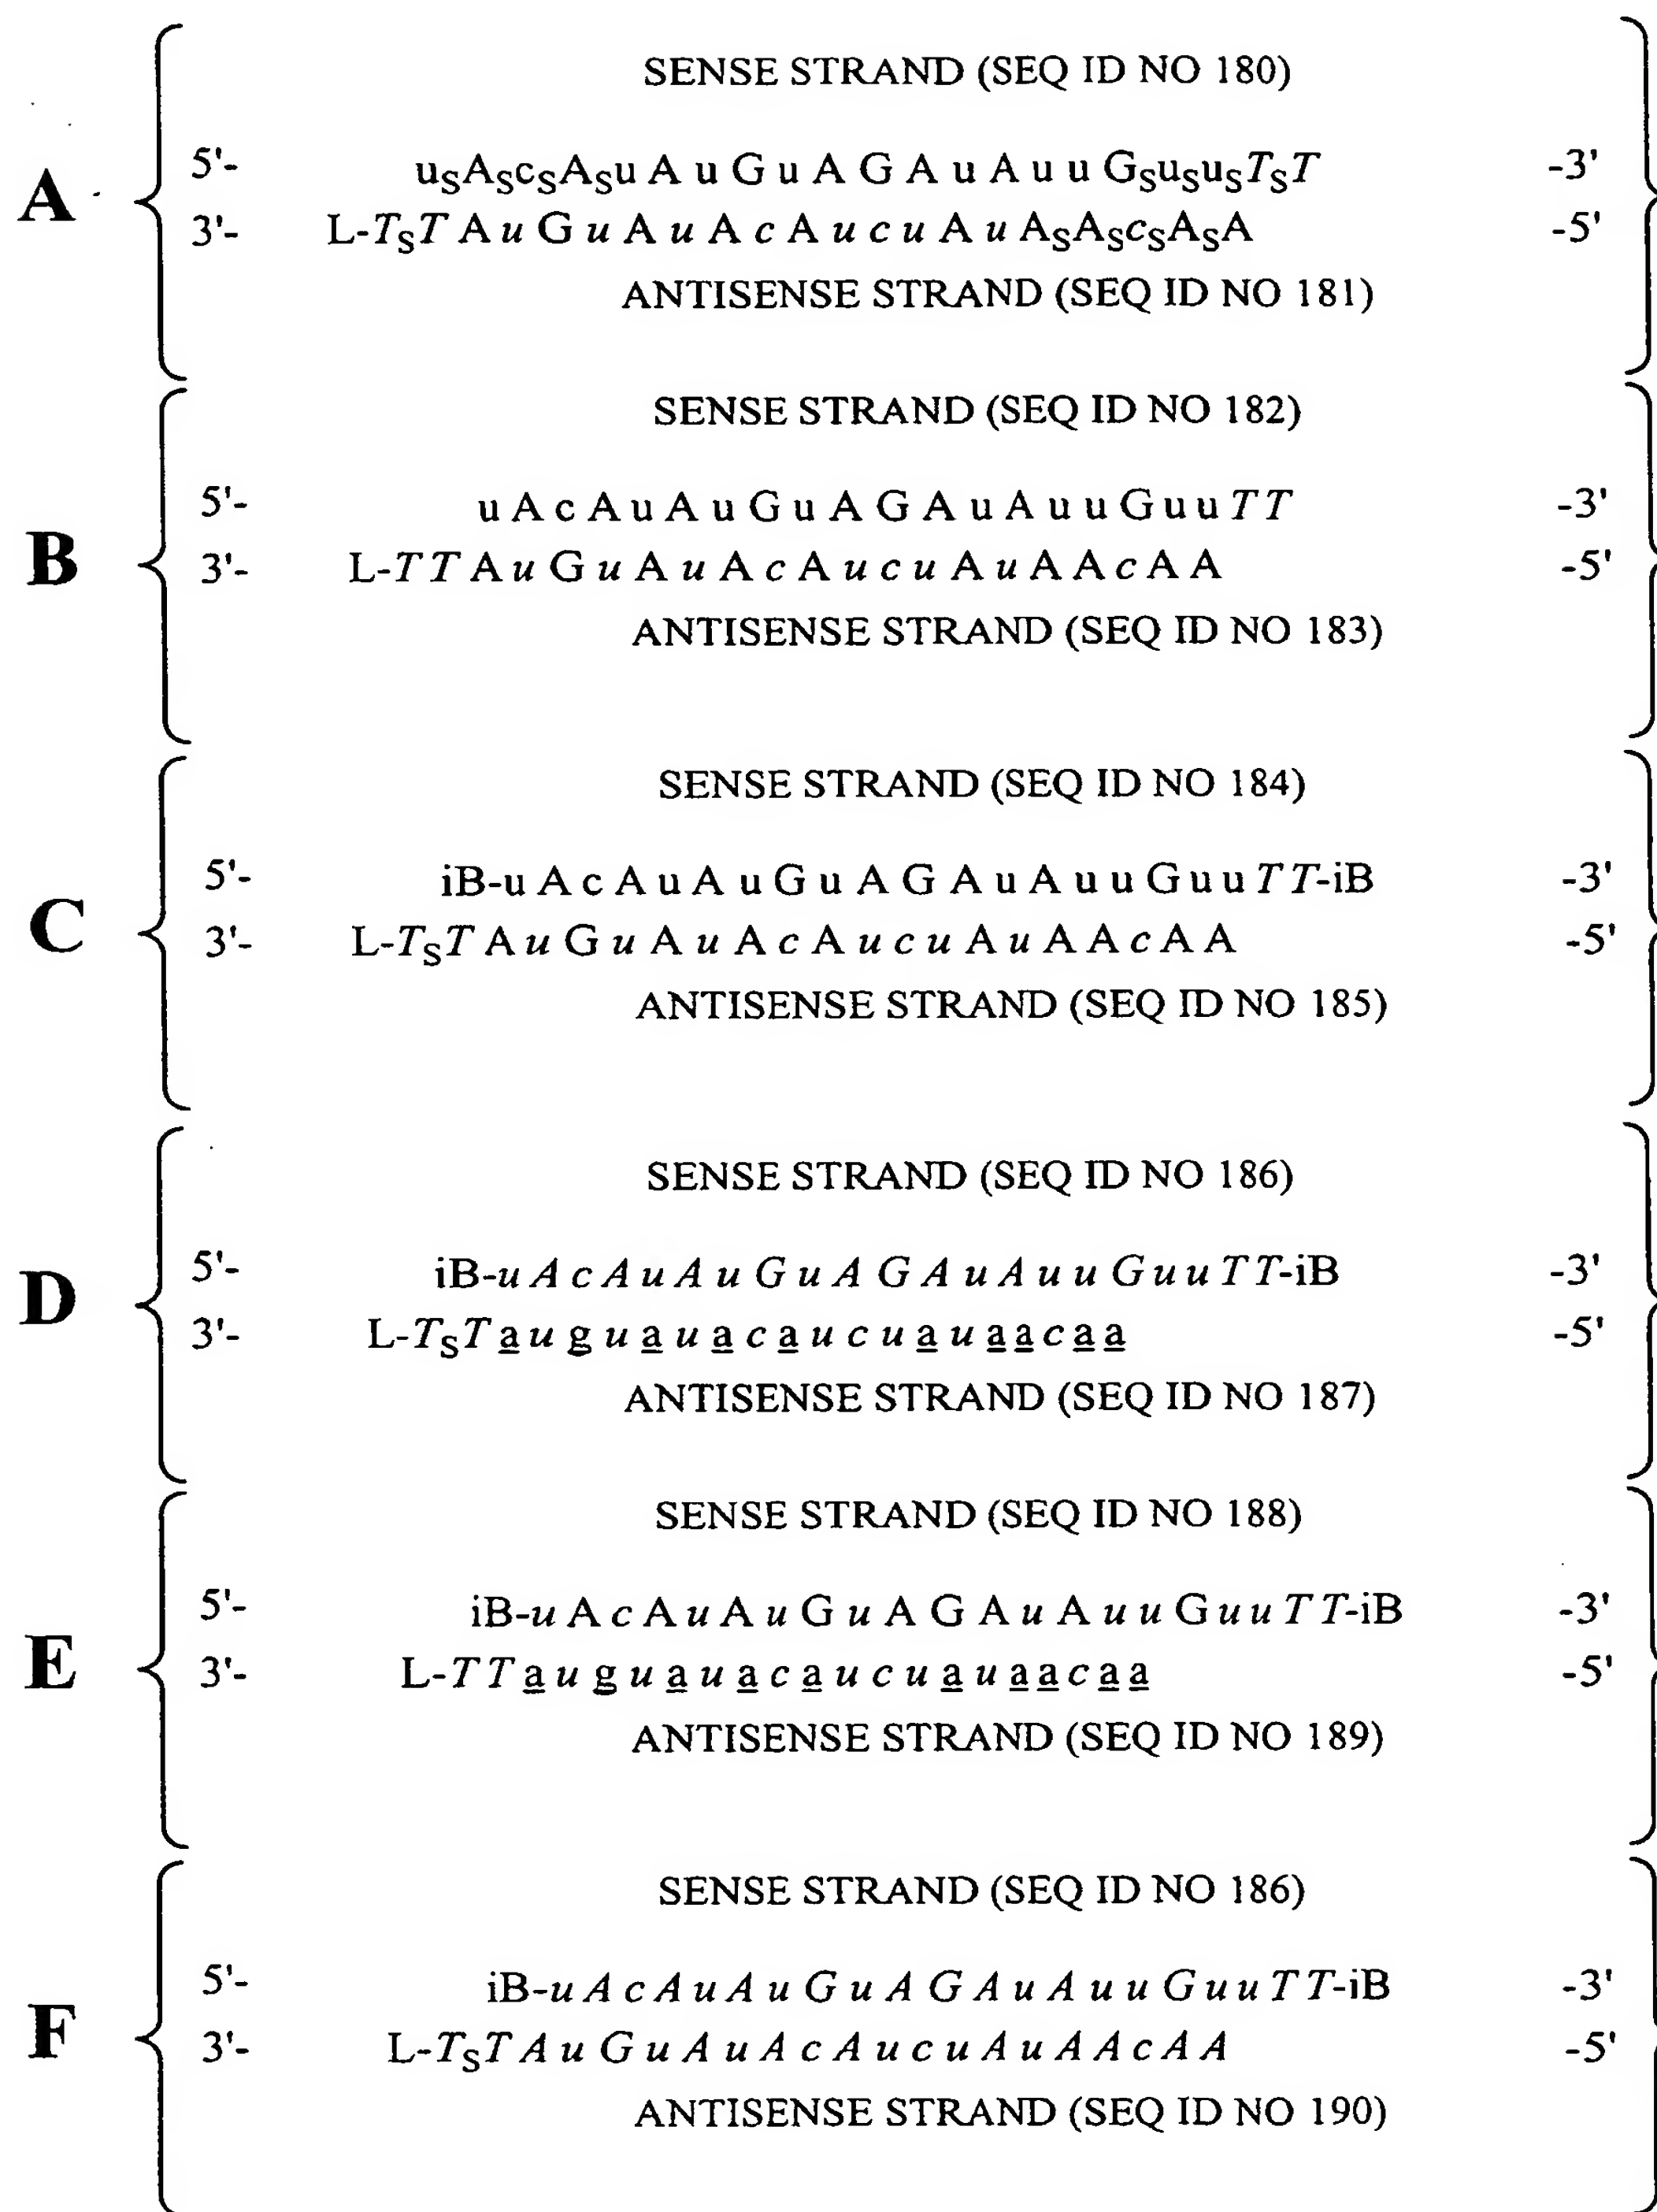 SENSE STRAND (SEQ ID NO 180)
A
5'- usAscsAsu A u G u A G A u A u u GsususTsT -3'
3'- L-TsT A u G u A u A c A u c u A u AsAscsAsA -5'
ANTISENSE STRAND (SEQ ID NO 181)
SENSE STRAND (SEQ ID NO 182)
B
5'- u A c A u A u G u A G A u A u u G u u T T -3'
3'- L-T T A u G u A u A c A u c u A u A A c A A -5'
ANTISENSE STRAND (SEQ ID NO 183)
SENSE STRAND (SEQ ID NO 184)
C
5'- iB-u A c A u A u G u A G A u A u u G u u T T-iB -3'
3'- L-TsT A u G u A u A c A u c u A u A A c A A -5'
ANTISENSE STRAND (SEQ ID NO 185)
SENSE STRAND (SEQ ID NO 186)
D
5'- iB-u A c A u A u G u A G A u A u u G u u T T-iB -3'
3'- L-TsT a u g u a u a c a u c u a u a a c a a -5'
ANTISENSE STRAND (SEQ ID NO 187)
SENSE STRAND (SEQ ID NO 188)
E
5'- iB-u A c A u A u G u A G A u A u u G u u T T-iB -3'
3'- L-T T a u g u a u a c a u c u a u a a c a a -5'
ANTISENSE STRAND (SEQ ID NO 189)
SENSE STRAND (SEQ ID NO 186)
F
5'- iB-u A c A u A u G u A G A u A u u G u u T T-iB -3'
3'- L-TsT A u G u A u A c A u c u A u A A c A A -5'
ANTISENSE STRAND (SEQ ID NO 190)